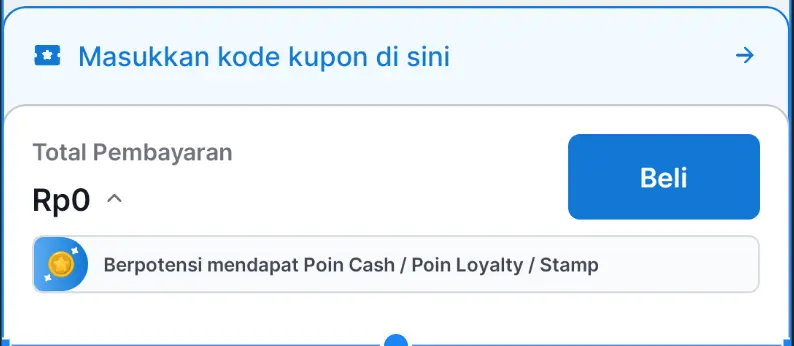 Masukkan kode kupon di sini
Total Pembayaran
Rp0
Beli
Berpotensi mendapat Poin Cash / Poin Loyalty / Stamp